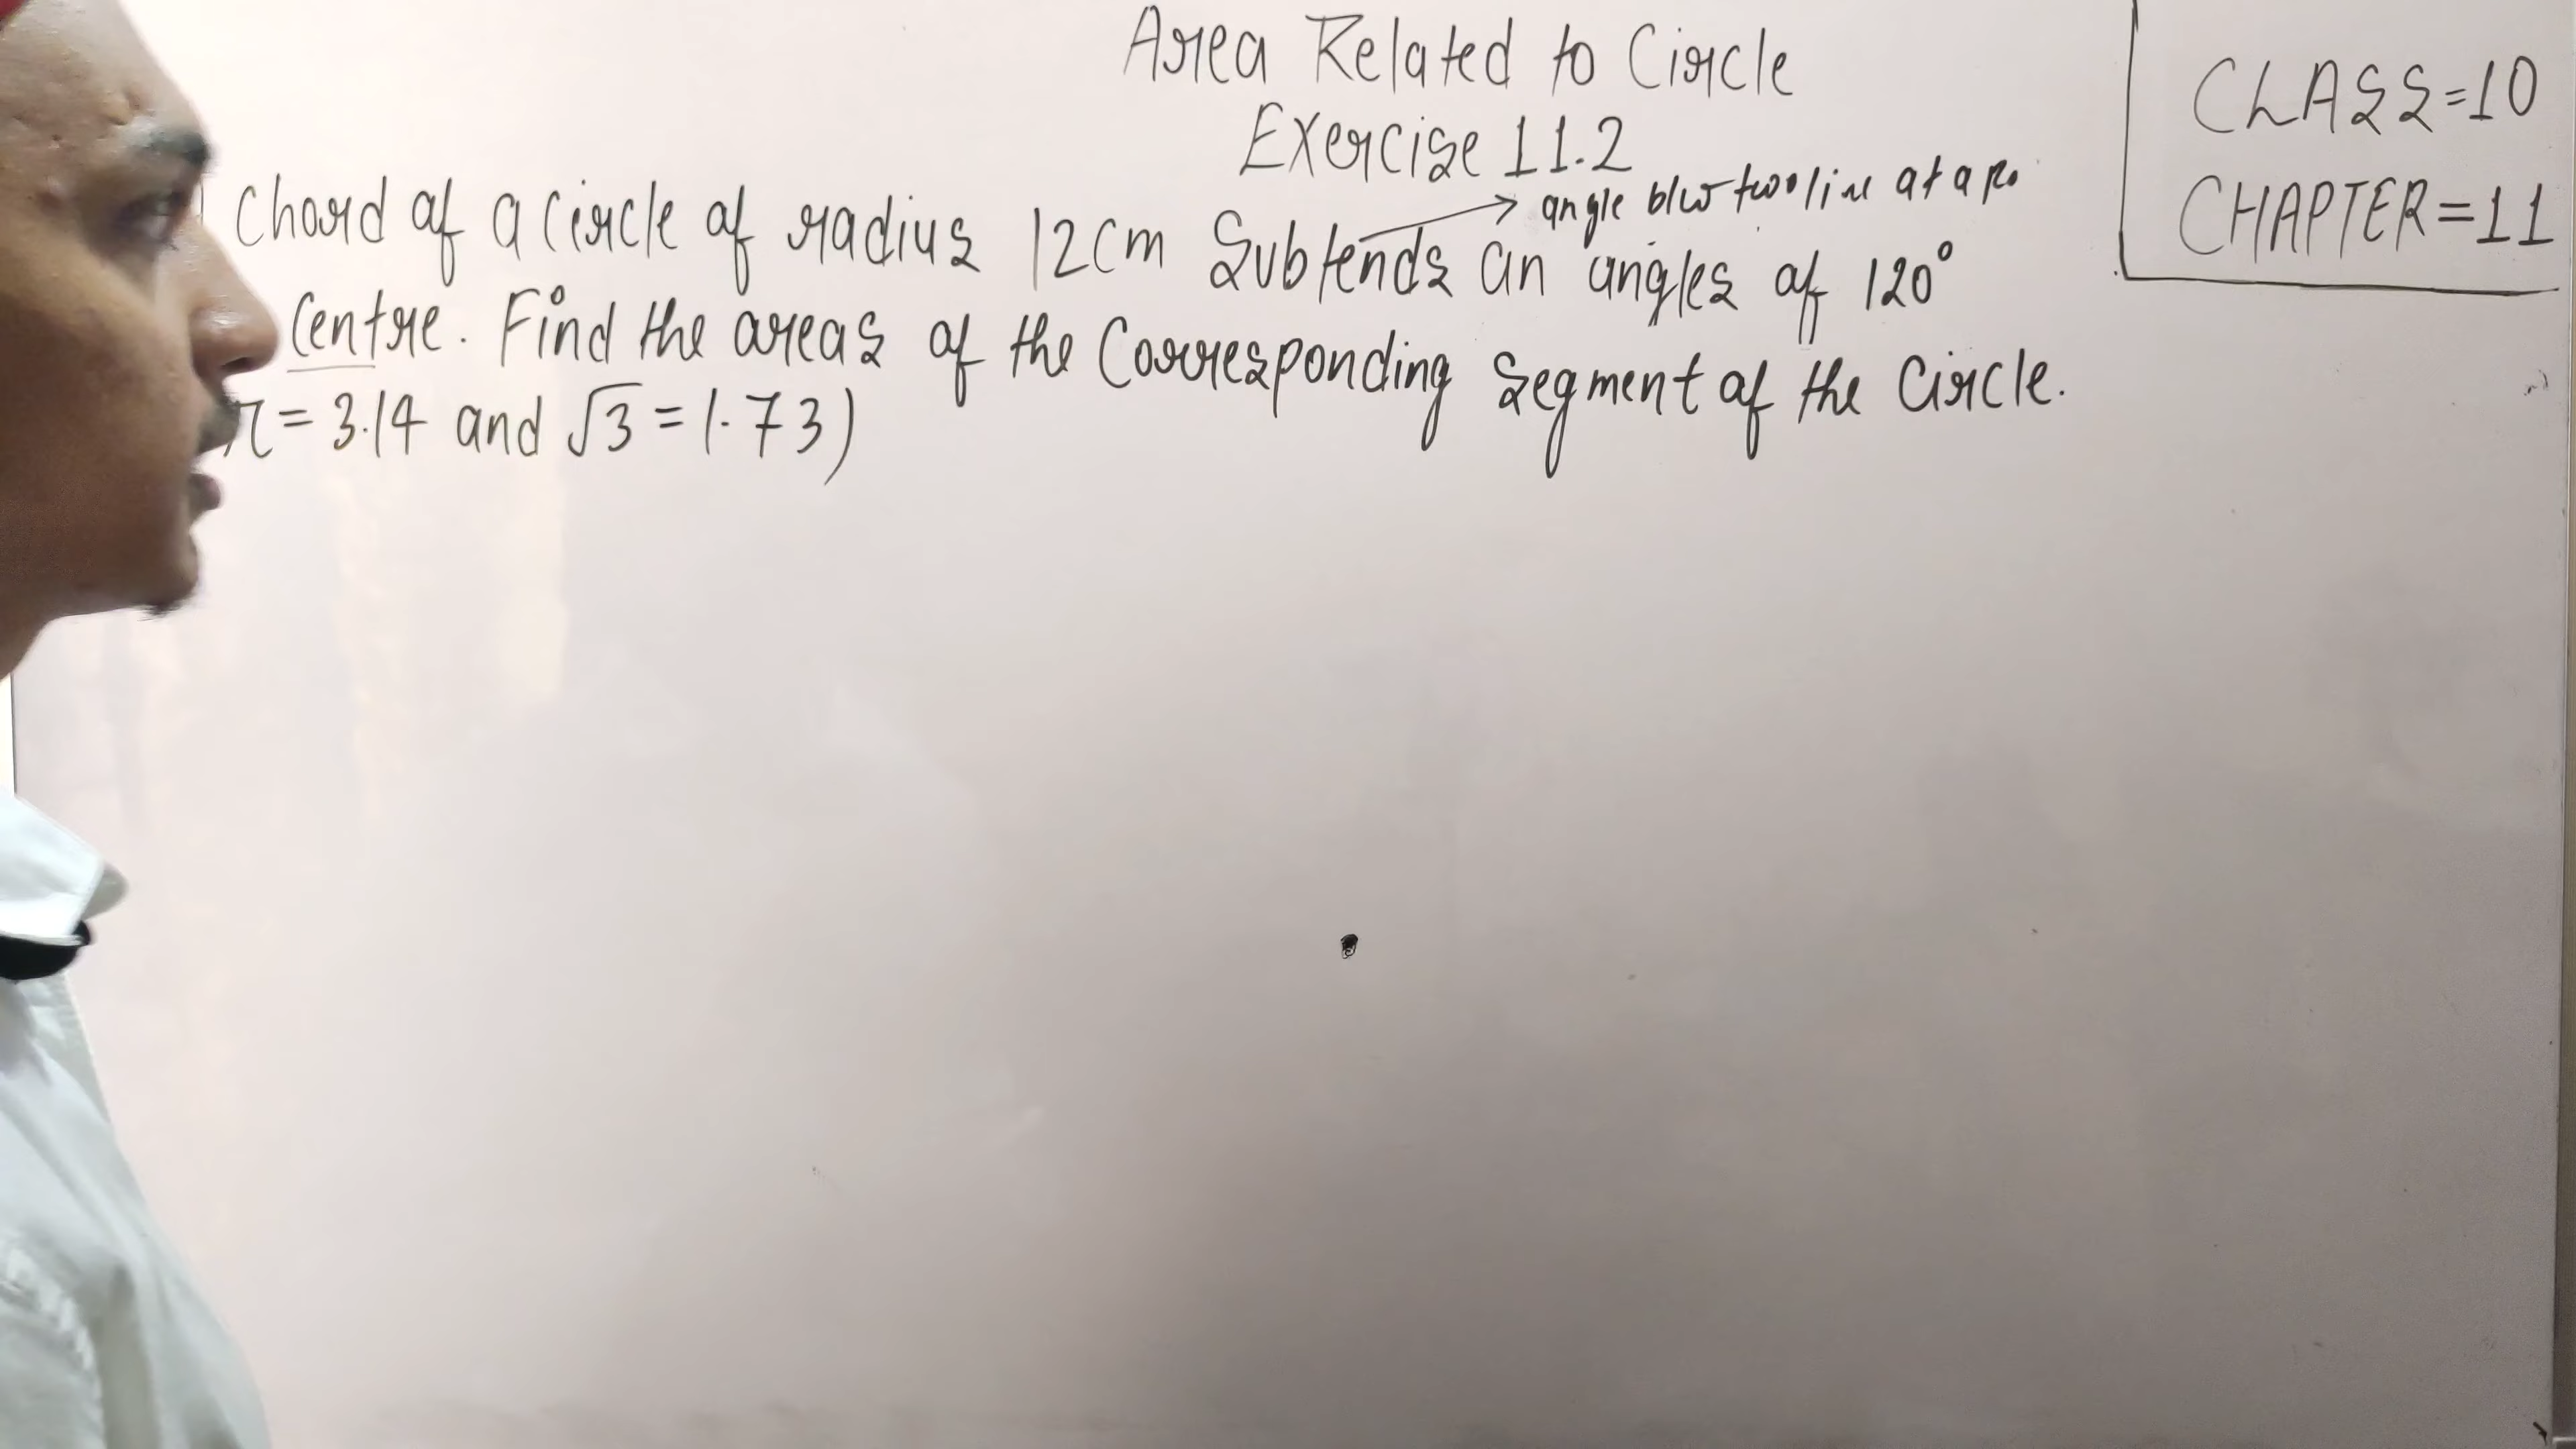 Area Related to Circle
Exercise 11.2
CLASS=10
CHAPTER=11
→ angle b/w two line at a po
Chord of a Circle of radius 12cm Subtends an angles of 120°
Centre. Find the areas of the Corresponding Segment of the Circle.
π = 3.14 and √3 = 1.73)